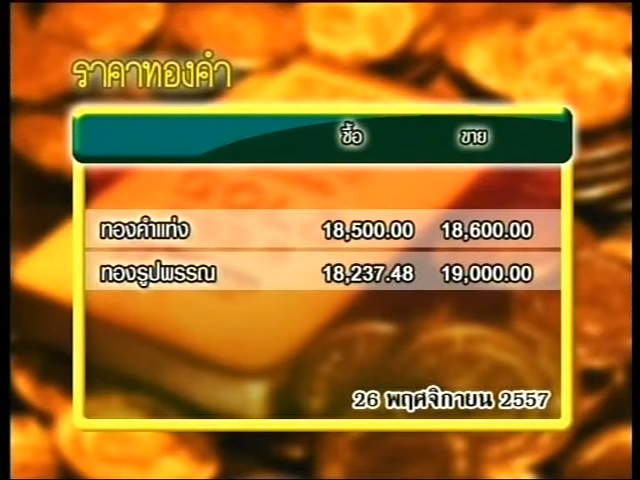 ราคาทองคำ
ซื้อ ขาย
ทองคำแท่ง 18,500.00 18,600.00
ทองรูปพรรณ 18,237.48 19,000.00
26 พฤศจิกายน 2557